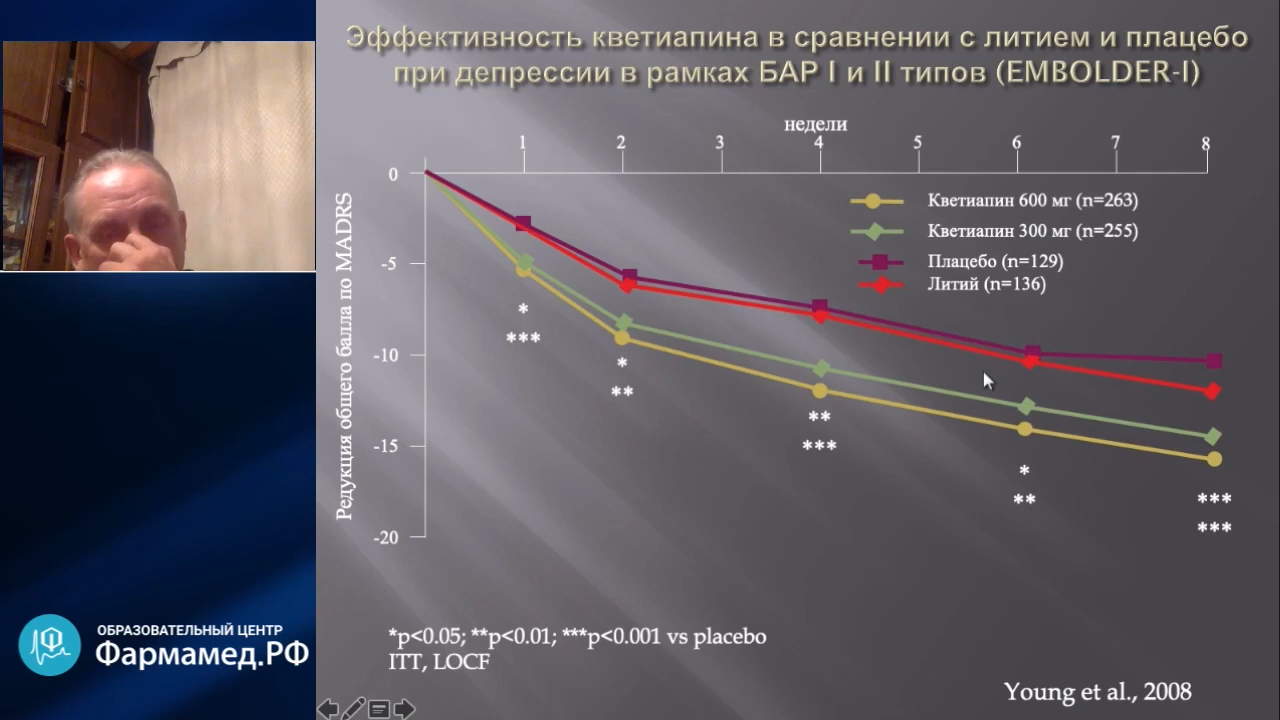 Эффективность кветиапина в сравнении с литием и плацебо
при депрессии в рамках БАР I и II типов (EMBOLDER-I)
недели
1 2 3 4 5 6 7 8
0
-5
-10
-15
-20
Редукция общего балла по MADRS
Кветиапин 600 мг (n=263)
Кветиапин 300 мг (n=255)
Плацебо (n=129)
Литий (n=136)
*
***
*
**
**
***
*
**
***
***
*p<0.05; **p<0.01; ***p<0.001 vs placebo
ITT, LOCF
Young et al., 2008
ОБРАЗОВАТЕЛЬНЫЙ ЦЕНТР
Фармамед.РФ